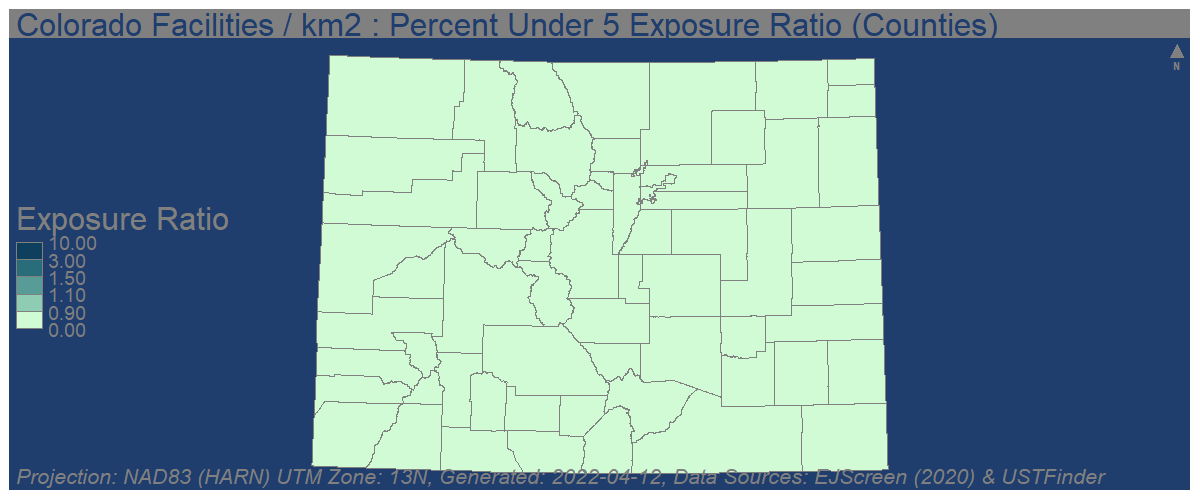 Colorado Facilities / km2 : Percent Under 5 Exposure Ratio (Counties)
N
Exposure Ratio
10.00
3.00
1.50
1.10
0.90
0.00
Projection: NAD83 (HARN) UTM Zone: 13N, Generated: 2022-04-12, Data Sources: EJScreen (2020) & USTFinder